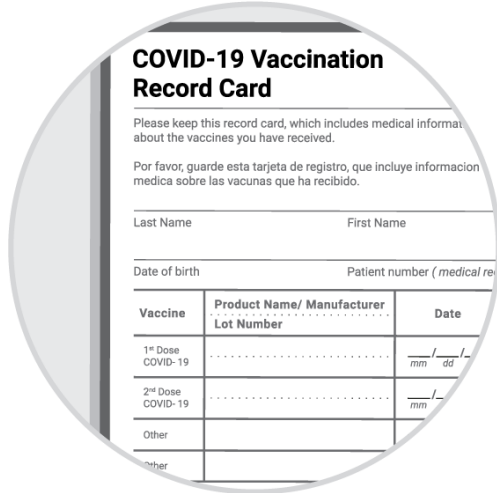 COVID-19 Vaccination
Record Card
Please keep this record card, which includes medical
about the vaccines you have received.
Por favor, guarde esta tarjeta de registro, que incluye informacion
medica sobre las vacunas que ha recibido.
Last Name First Name
Date of birth Patient number ( medical
Vaccine Product Name/ Manufacturer Date
Lot Number
1st Dose
COVID- 19
mm dd
2nd Dose
COVID- 19
mm
Other
Other